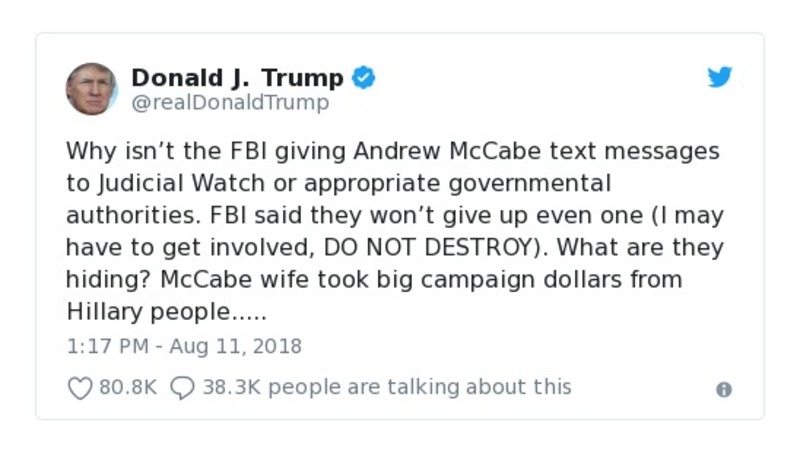 Donald J. Trump
@realDonaldTrump
Why isn’t the FBI giving Andrew McCabe text messages
to Judicial Watch or appropriate governmental
authorities. FBI said they won’t give up even one (I may
have to get involved, DO NOT DESTROY). What are they
hiding? McCabe wife took big campaign dollars from
Hillary people.....
1:17 PM - Aug 11, 2018
80.8K 38.3K people are talking about this